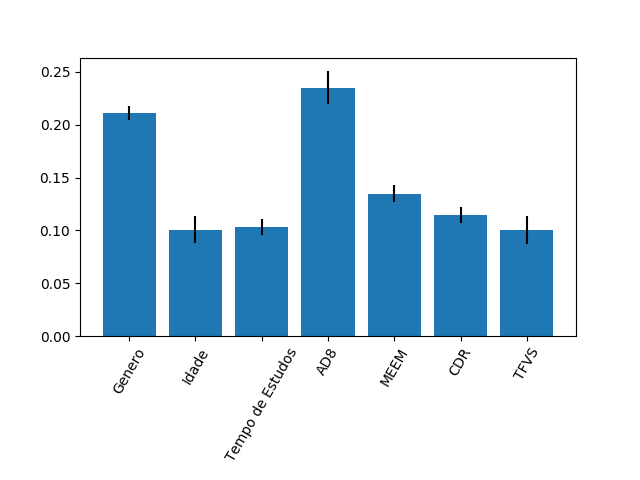 0.25
0.20
0.15
0.10
0.05
0.00
Genero
Idade
Tempo de Estudos
AD8
MEEM
CDR
TFVS